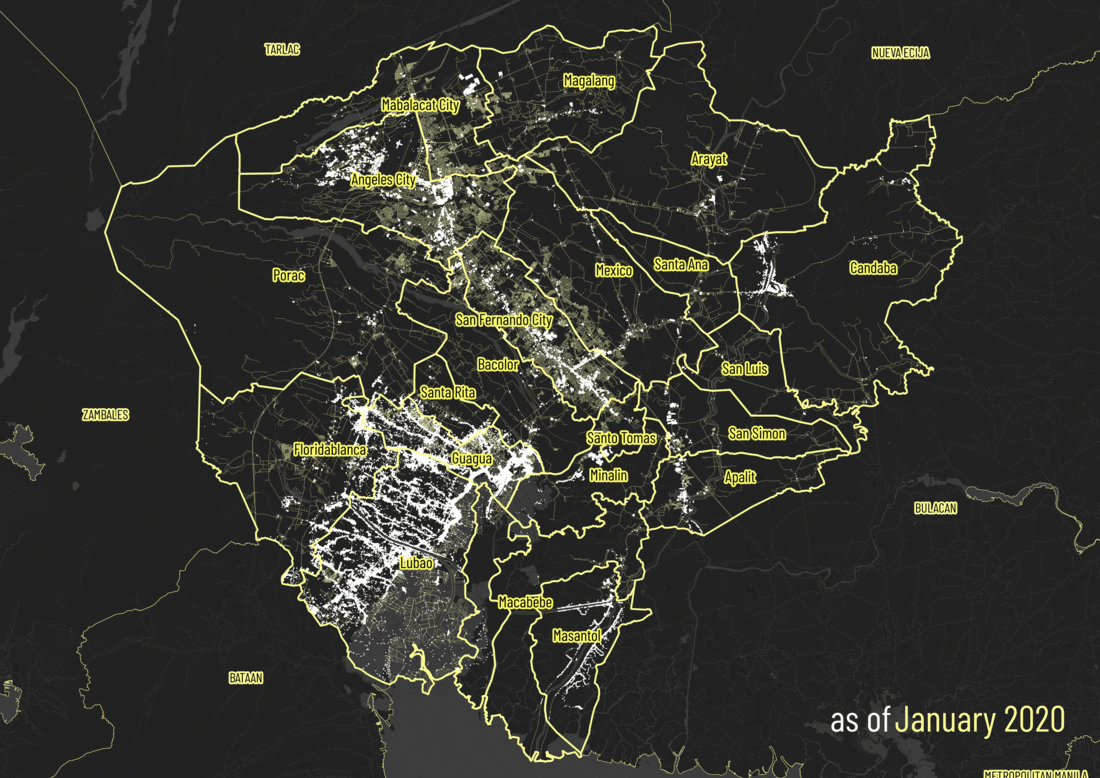 TARLAC
NUEVA ECIJA
Magalang
Mabalacat City
Arayat
Angeles City
Santa Ana
Mexico
Candaba
Porac
San Fernando City
Bacolor
San Luis
Santa Rita
ZAMBALES
San Simon
Santo Tomas
Floridablanca
Guagua
Minalin
Apalit
BULACAN
Lubao
Macabebe
Masantol
BATAAN
as of January 2020
METROPOLITAN MANILA